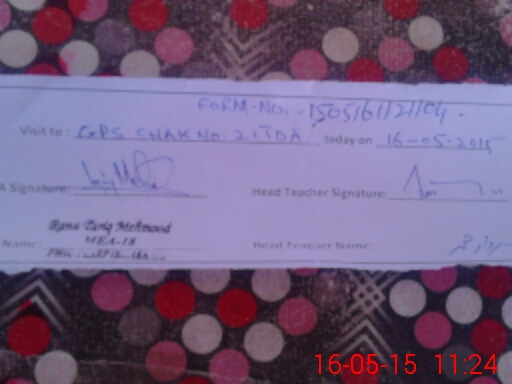 FORM-NO:-1505161121104.
Visit to: GPS CHAK NO. 21TDA today on 16-05-2015
A Signature: Head Teacher Signature:
Rana Tariq Mehmood
MEA-18
Name: Head Teacher Name:
16-05-15 11:24